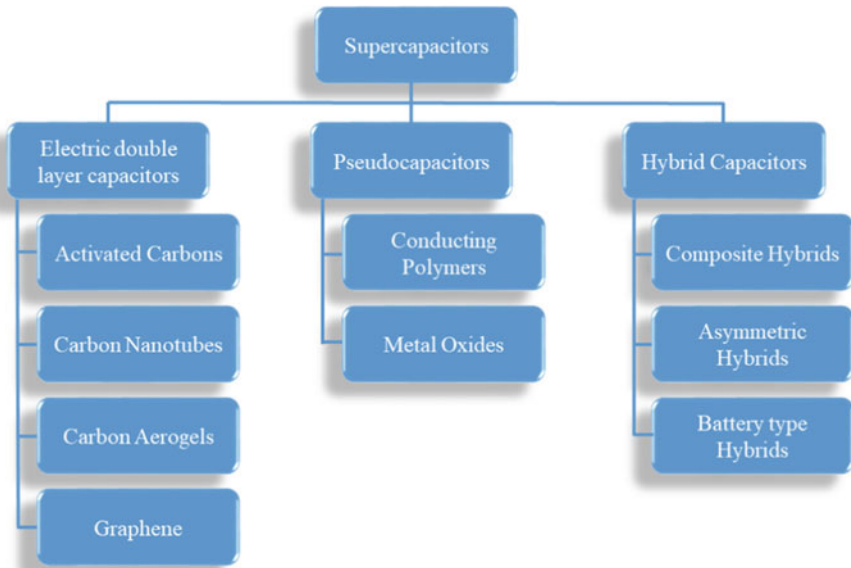 Supercapacitors
Electric double
layer capacitors
Activated Carbons
Carbon Nanotubes
Carbon Aerogels
Graphene
Pseudocapacitors
Conducting
Polymers
Metal Oxides
Hybrid Capacitors
Composite Hybrids
Asymmetric
Hybrids
Battery type
Hybrids